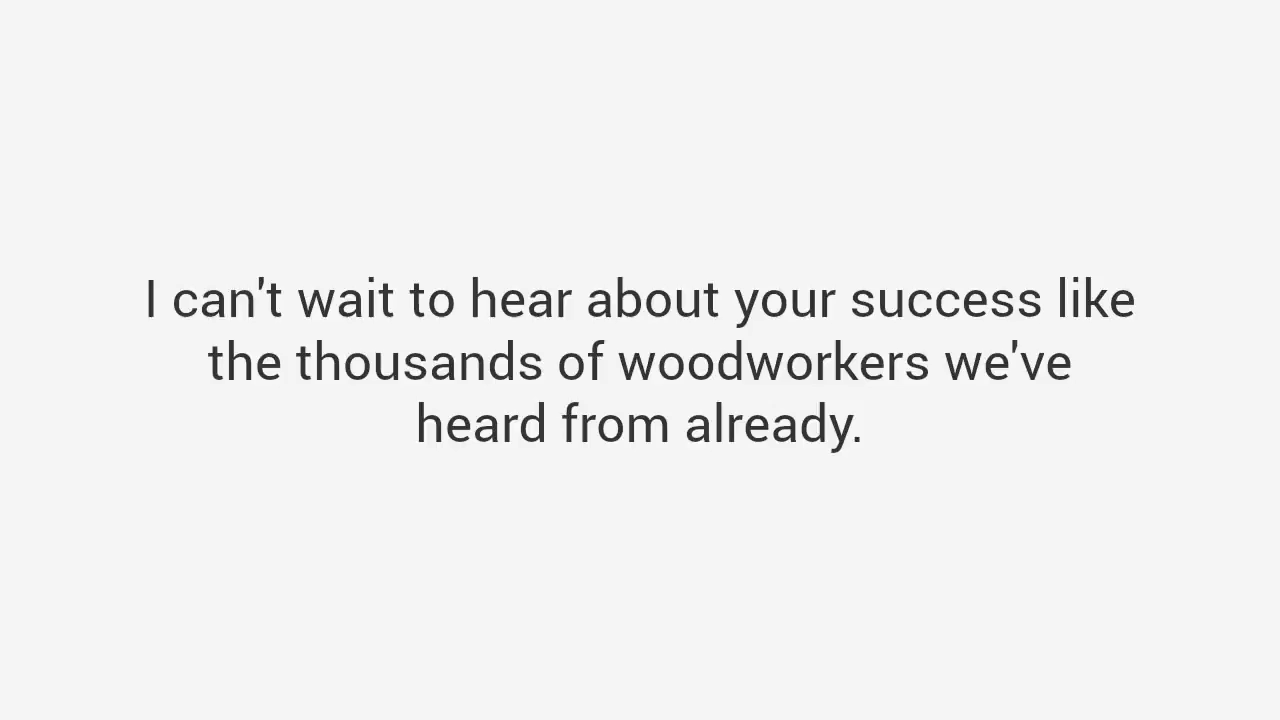 I can't wait to hear about your success like
the thousands of woodworkers we've
heard from already.